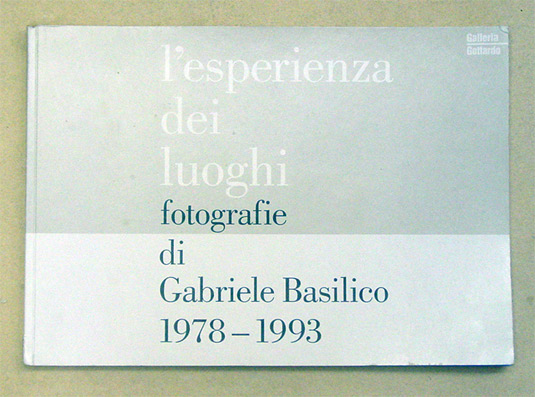 Galleria
Gottardo
l'esperienza
dei
luoghi
fotografie
di
Gabriele Basilico
1978 – 1993